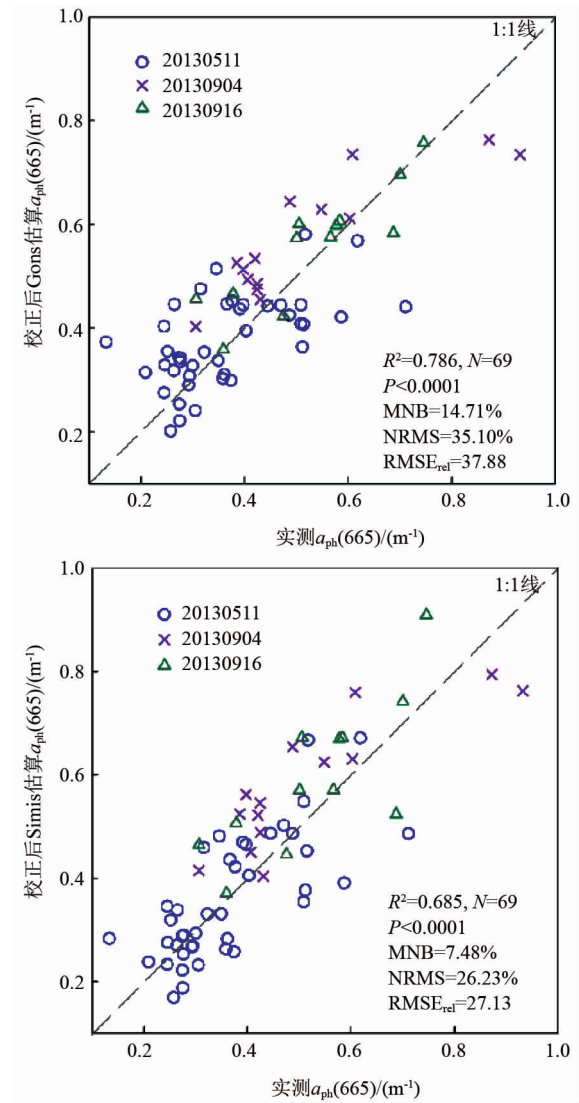 1.0
1:1线
20130511
20130904
20130916
0.8
0.6
0.4
0.2
校正后Gons估算aph(665)/(m-1)
R²=0.786, N=69
P<0.0001
MNB=14.71%
NRMS=35.10%
RMSErel=37.88
0.2 0.4 0.6 0.8 1.0
实测aph(665)/(m-1)
1.0
1:1线
20130511
20130904
20130916
0.8
0.6
0.4
0.2
校正后Simis估算aph(665)/(m-1)
R²=0.685, N=69
P<0.0001
MNB=7.48%
NRMS=26.23%
RMSErel=27.13
0.2 0.4 0.6 0.8 1.0
实测aph(665)/(m-1)